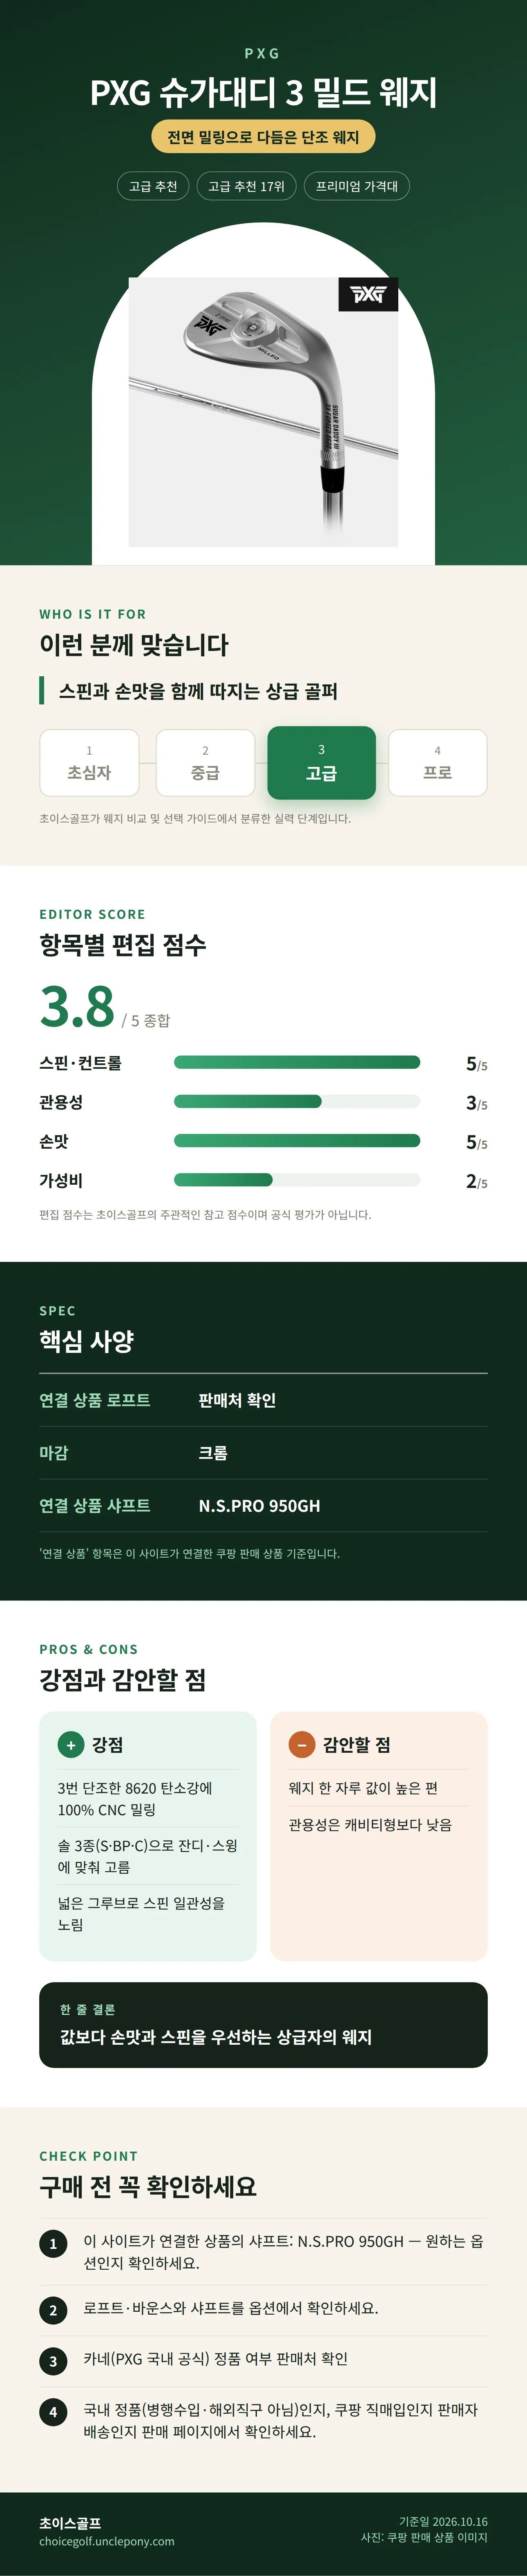 PXG
PXG 슈가대디 3 밀드 웨지
전면 밀링으로 다듬은 단조 웨지
고급 추천
고급 추천 17위
프리미엄 가격대
PXG
PXG
MILLED
SUGAR DADDY III
WHO IS IT FOR
이런 분께 맞습니다
스핀과 손맛을 함께 따지는 상급 골퍼
1
초심자
2
중급
3
고급
4
프로
초이스골프가 웨지 비교 및 선택 가이드에서 분류한 실력 단계입니다.
EDITOR SCORE
항목별 편집 점수
3.8 / 5 종합
스핀·컨트롤 5/5
관용성 3/5
손맛 5/5
가성비 2/5
편집 점수는 초이스골프의 주관적인 참고 점수이며 공식 평가가 아닙니다.
SPEC
핵심 사양
연결 상품 로프트 판매처 확인
마감 크롬
연결 상품 샤프트 N.S.PRO 950GH
'연결 상품' 항목은 이 사이트가 연결한 쿠팡 판매 상품 기준입니다.
PROS & CONS
강점과 감안할 점
+ 강점
3번 단조한 8620 탄소강에
100% CNC 밀링
솔 3종(S·BP·C)으로 잔디·스윙
에 맞춰 고름
넓은 그루브로 스핀 일관성을
노림
− 감안할 점
웨지 한 자루 값이 높은 편
관용성은 캐비티형보다 낮음
한 줄 결론
값보다 손맛과 스핀을 우선하는 상급자의 웨지
CHECK POINT
구매 전 꼭 확인하세요
1 이 사이트가 연결한 상품의 샤프트: N.S.PRO 950GH — 원하는 옵
션인지 확인하세요.
2 로프트·바운스와 샤프트를 옵션에서 확인하세요.
3 카네(PXG 국내 공식) 정품 여부 판매처 확인
4 국내 정품(병행수입·해외직구 아님)인지, 쿠팡 직매입인지 판매자
배송인지 판매 페이지에서 확인하세요.
초이스골프
choicegolf.unclepony.com
기준일 2026.10.16
사진: 쿠팡 판매 상품 이미지